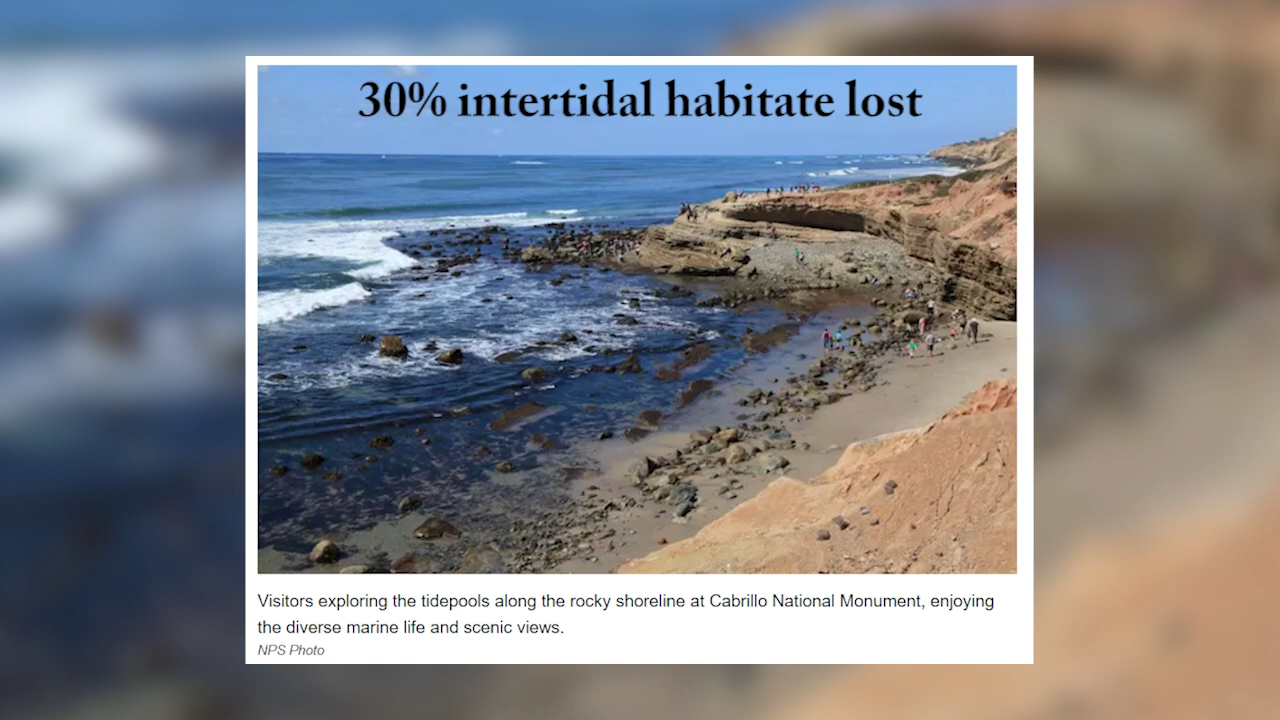 30% intertidal habitate lost
Visitors exploring the tidepools along the rocky shoreline at Cabrillo National Monument, enjoying
the diverse marine life and scenic views.
NPS Photo